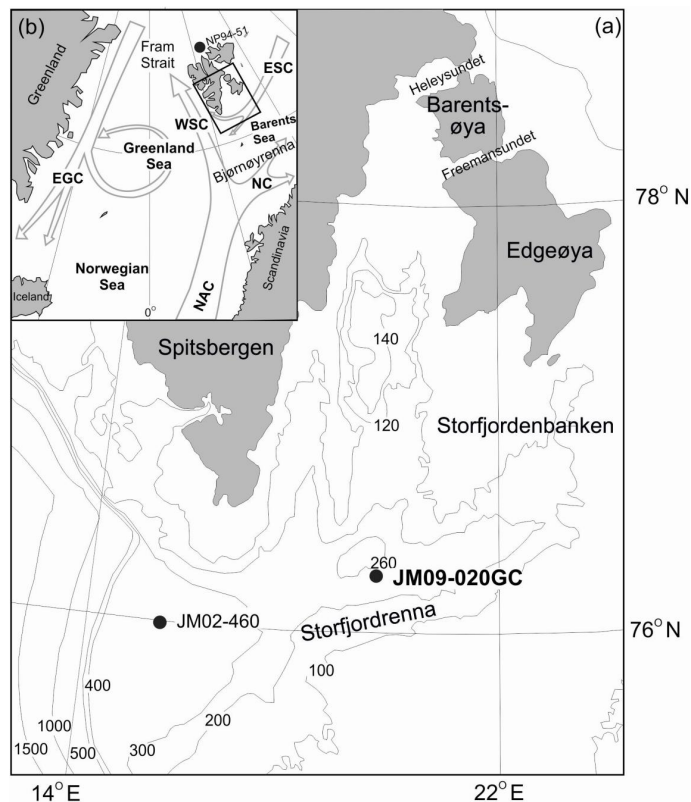 (b)
(a)
Greenland
Fram
Strait
NP94-51
ESC
WSC
Barents
Sea
Greenland
Sea
Bjørnøyrenna
EGC
NC
Norwegian
Sea
NAC
Scandinavia
Iceland
0°
Heleysundet
Barents-
øya
Freemansundet
78° N
Edgeøya
Spitsbergen
140
120
Storfjordenbanken
260
JM09-020GC
JM02-460
Storfjordrenna
76° N
100
400
200
1000
300
1500
500
14° E
22° E